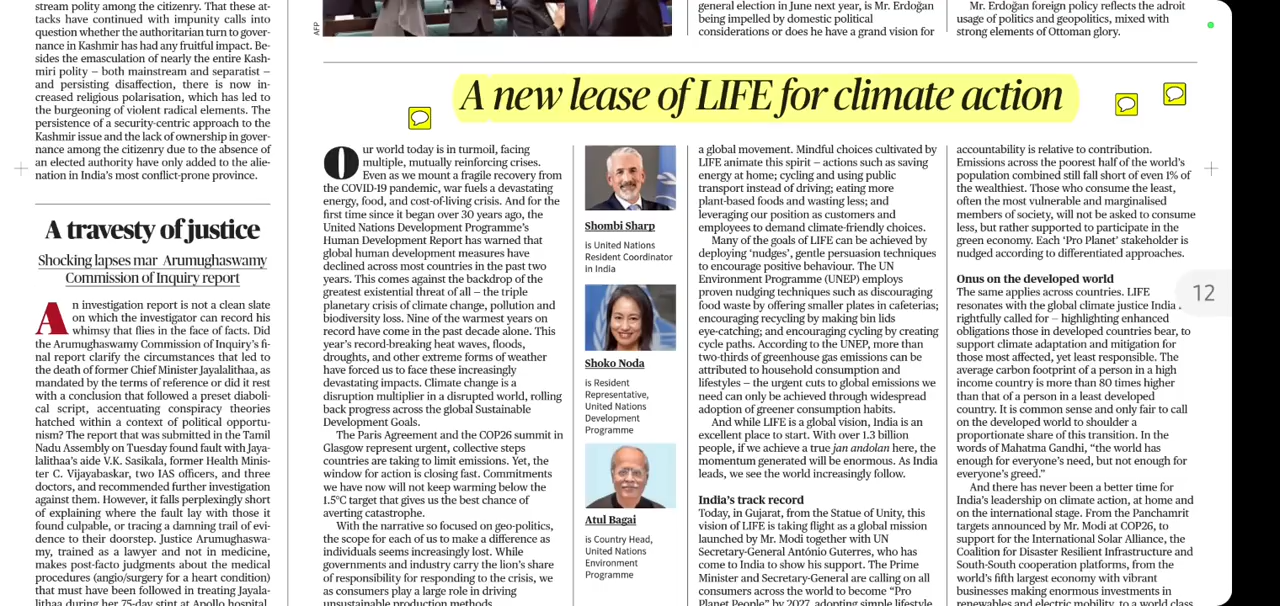 stream polity among the citizenry. That these at-
tacks have continued with impunity calls into
question whether the authoritarian turn to gover-
nance in Kashmir has had any fruitful impact. Be-
sides the emasculation of nearly the entire Kash-
miri polity – both mainstream and separatist –
and persisting disaffection, there is now in-
creased religious polarisation, which has led to
the burgeoning of violent radical elements. The
persistence of a security-centric approach to the
Kashmir issue and the lack of ownership in gover-
nance among the citizenry due to the absence of
an elected authority have only added to the alie-
nation in India's most conflict-prone province.
A travesty of justice
Shocking lapses mar Arumughaswamy
Commission of Inquiry report
An investigation report is not a clean slate
on which the investigator can record his
whimsy that flies in the face of facts. Did
the Arumughaswamy Commission of Inquiry's fi-
nal report clarify the circumstances that led to
the death of former Chief Minister Jayalalithaa, as
mandated by the terms of reference or did it rest
with a conclusion that followed a preset diaboli-
cal script, accentuating conspiracy theories
hatched within a context of political opportu-
nism? The report that was submitted in the Tamil
Nadu Assembly on Tuesday found fault with Jaya-
lalithaa's aide V.K. Sasikala, former Health Minis-
ter C. Vijayabaskar, two IAS officers, and three
doctors, and recommended further investigation
against them. However, it falls perplexingly short
of explaining where the fault lay with those it
found culpable, or tracing a damning trail of evi-
dence to their doorstep. Justice Arumughaswa-
my, trained as a lawyer and not in medicine,
makes post-facto judgments about the medical
procedures (angio/surgery for a heart condition)
that must have been followed in treating Jayala-
lithaa during her 75-day stint at Apollo hospital
AFP
general election in June next year, is Mr. Erdoğan
being impelled by domestic political
considerations or does he have a grand vision for
Mr. Erdoğan foreign policy reflects the adroit
usage of politics and geopolitics, mixed with
strong elements of Ottoman glory.
A new lease of LIFE for climate action
Our world today is in turmoil, facing
multiple, mutually reinforcing crises.
Even as we mount a fragile recovery from
the COVID-19 pandemic, war fuels a devastating
energy, food, and cost-of-living crisis. And for the
first time since it began over 30 years ago, the
United Nations Development Programme's
Human Development Report has warned that
global human development measures have
declined across most countries in the past two
years. This comes against the backdrop of the
greatest existential threat of all – the triple
planetary crisis of climate change, pollution and
biodiversity loss. Nine of the warmest years on
record have come in the past decade alone. This
year's record-breaking heat waves, floods,
droughts, and other extreme forms of weather
have forced us to face these increasingly
devastating impacts. Climate change is a
disruption multiplier in a disrupted world, rolling
back progress across the global Sustainable
Development Goals.
The Paris Agreement and the COP26 summit in
Glasgow represent urgent, collective steps
countries are taking to limit emissions. Yet, the
window for action is closing fast. Commitments
we have now will not keep warming below the
1.5°C target that gives us the best chance of
averting catastrophe.
With the narrative so focused on geo-politics,
the scope for each of us to make a difference as
individuals seems increasingly lost. While
governments and industry carry the lion's share
of responsibility for responding to the crisis, we
as consumers play a large role in driving
unsustainable production methods.
Shombi Sharp
is United Nations
Resident Coordinator
in India
Shoko Noda
is Resident
Representative,
United Nations
Development
Programme
Atul Bagai
is Country Head,
United Nations
Environment
Programme
a global movement. Mindful choices cultivated by
LIFE animate this spirit – actions such as saving
energy at home; cycling and using public
transport instead of driving; eating more
plant-based foods and wasting less; and
leveraging our position as customers and
employees to demand climate-friendly choices.
Many of the goals of LIFE can be achieved by
deploying 'nudges', gentle persuasion techniques
to encourage positive behaviour. The UN
Environment Programme (UNEP) employs
proven nudging techniques such as discouraging
food waste by offering smaller plates in cafeterias;
encouraging recycling by making bin lids
eye-catching; and encouraging cycling by creating
cycle paths. According to the UNEP, more than
two-thirds of greenhouse gas emissions can be
attributed to household consumption and
lifestyles – the urgent cuts to global emissions we
need can only be achieved through widespread
adoption of greener consumption habits.
And while LIFE is a global vision, India is an
excellent place to start. With over 1.3 billion
people, if we achieve a true jan andolan here, the
momentum generated will be enormous. As India
leads, we see the world increasingly follow.
India's track record
Today, in Gujarat, from the Statue of Unity, this
vision of LIFE is taking flight as a global mission
launched by Mr. Modi together with UN
Secretary-General António Guterres, who has
come to India to show his support. The Prime
Minister and Secretary-General are calling on all
consumers across the world to become "Pro
Planet People" by 2027, adopting simple lifestyle
accountability is relative to contribution.
Emissions across the poorest half of the world's
population combined still fall short of even 1% of
the wealthiest. Those who consume the least,
often the most vulnerable and marginalised
members of society, will not be asked to consume
less, but rather supported to participate in the
green economy. Each 'Pro Planet' stakeholder is
nudged according to differentiated approaches.
Onus on the developed world
The same applies across countries. LIFE
resonates with the global climate justice India
rightfully called for – highlighting enhanced
obligations those in developed countries bear, to
support climate adaptation and mitigation for
those most affected, yet least responsible. The
average carbon footprint of a person in a high
income country is more than 80 times higher
than that of a person in a least developed
country. It is common sense and only fair to call
on the developed world to shoulder a
proportionate share of this transition. In the
words of Mahatma Gandhi, "the world has
enough for everyone's need, but not enough for
everyone's greed."
And there has never been a better time for
India's leadership on climate action, at home and
on the international stage. From the Panchamrit
targets announced by Mr. Modi at COP26, to
support for the International Solar Alliance, the
Coalition for Disaster Resilient Infrastructure and
South-South cooperation platforms, from the
world's fifth largest economy with vibrant
businesses making enormous investments in
renewables and electric mobility, to a world class
12